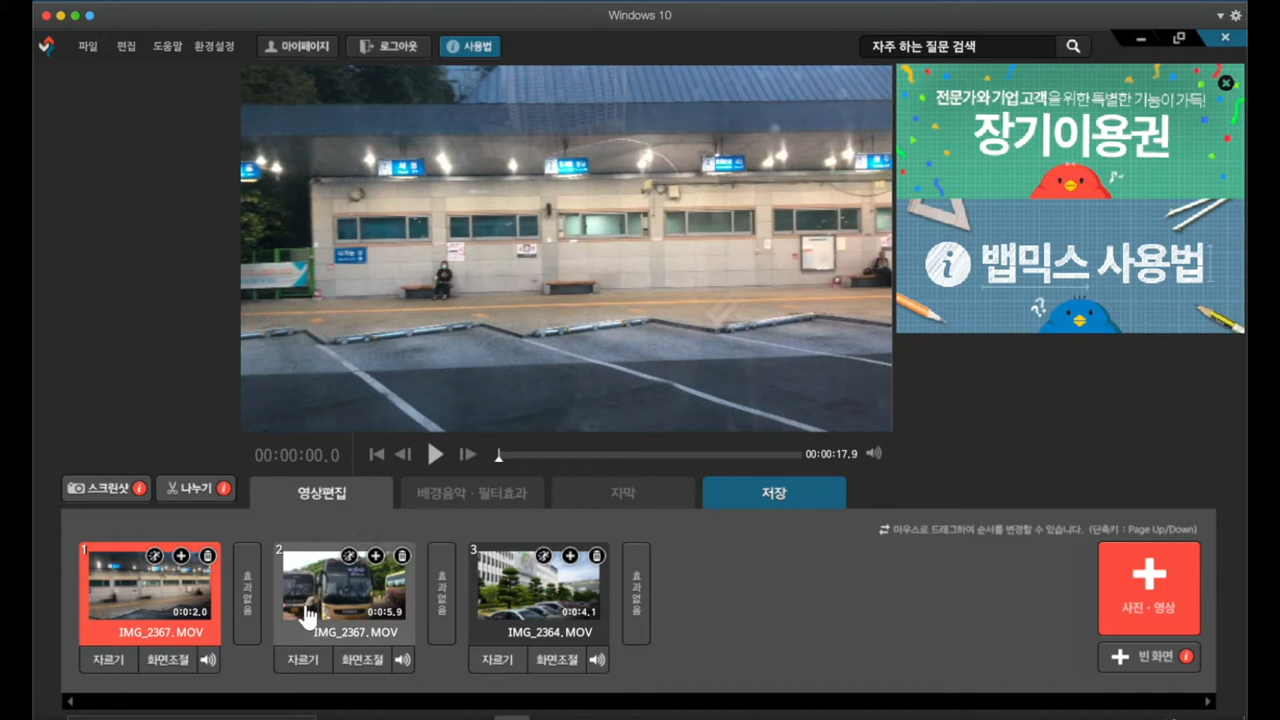 Windows 10
파일 편집 도움말 환경설정 마이페이지 로그아웃 사용법 자주 하는 질문 검색
전문가와 기업 고객을 위한 특별한 기능이 가득!
장기이용권
뱁믹스 사용법
00:00:00.0
00:00:17.9
스크린샷 나누기 영상편집 배경음악 · 필터효과 자막 저장
마우스로 드래그하여 순서를 변경할 수 있습니다. (단축키 : Page Up/Down)
1
0:0:2.0
IMG_2367.MOV
자르기 화면조절
효과없음
2
0:0:5.9
IMG_2367.MOV
자르기 화면조절
효과없음
3
0:0:4.1
IMG_2364.MOV
자르기 화면조절
효과없음
사진 · 영상
빈 화면